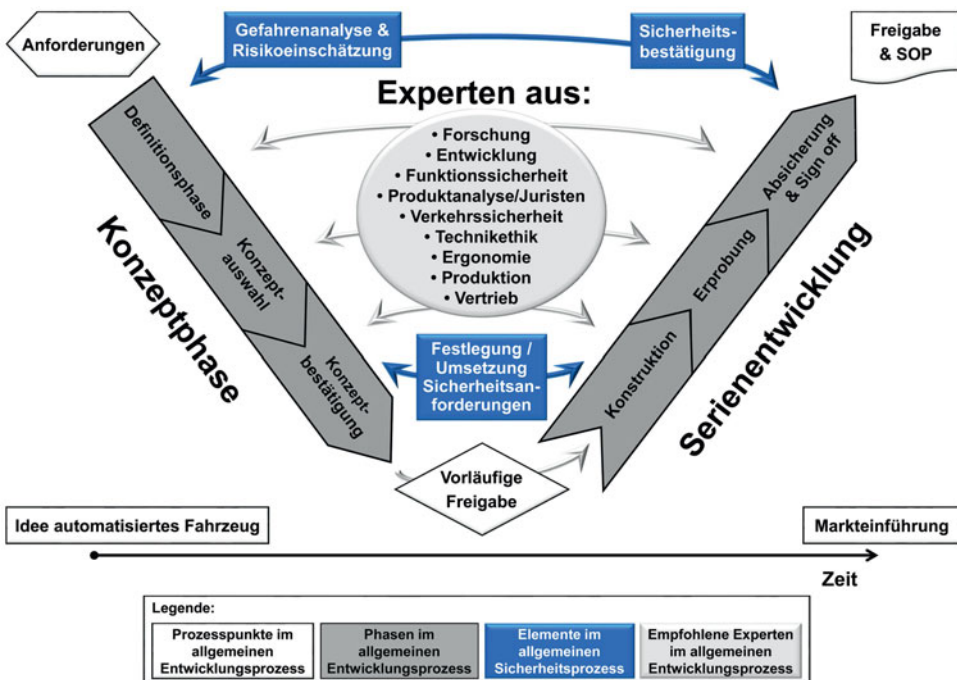 Anforderungen
Gefahrenanalyse &
Risikoeinschätzung
Sicherheits-
bestätigung
Freigabe
& SOP
Experten aus:
• Forschung
• Entwicklung
• Funktionssicherheit
• Produktanalyse/Juristen
• Verkehrssicherheit
• Technikethik
• Ergonomie
• Produktion
• Vertrieb
Konzeptphase
Definitionsphase
Konzept-
auswahl
Konzept-
bestätigung
Festlegung /
Umsetzung
Sicherheitsan-
forderungen
Vorläufige
Freigabe
Konstruktion
Erprobung
Absicherung
& Sign off
Serienentwicklung
Idee automatisiertes Fahrzeug
Markteinführung
Zeit
Legende:
Prozesspunkte im
allgemeinen
Entwicklungsprozess
Phasen im
allgemeinen
Entwicklungsprozess
Elemente im
allgemeinen
Sicherheitsprozess
Empfohlene Experten
im allgemeinen
Entwicklungsprozess